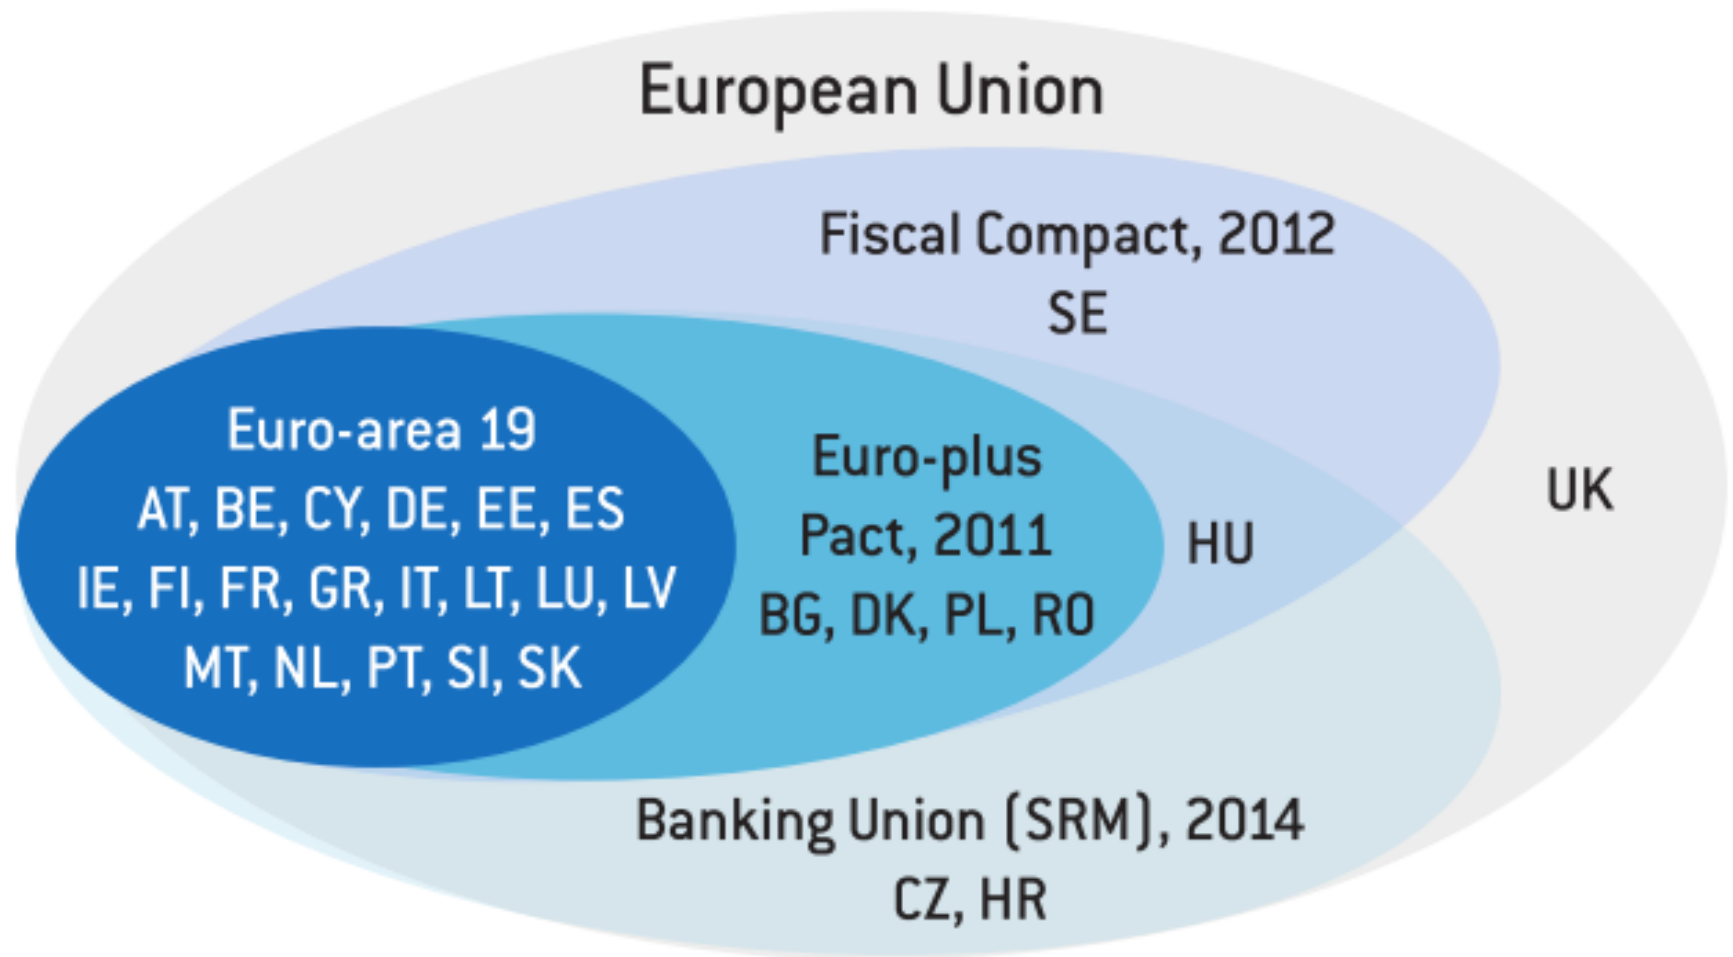 European Union
Fiscal Compact, 2012
SE
Euro-area 19
AT, BE, CY, DE, EE, ES
IE, FI, FR, GR, IT, LT, LU, LV
MT, NL, PT, SI, SK
Euro-plus
Pact, 2011
BG, DK, PL, RO
HU
UK
Banking Union (SRM), 2014
CZ, HR